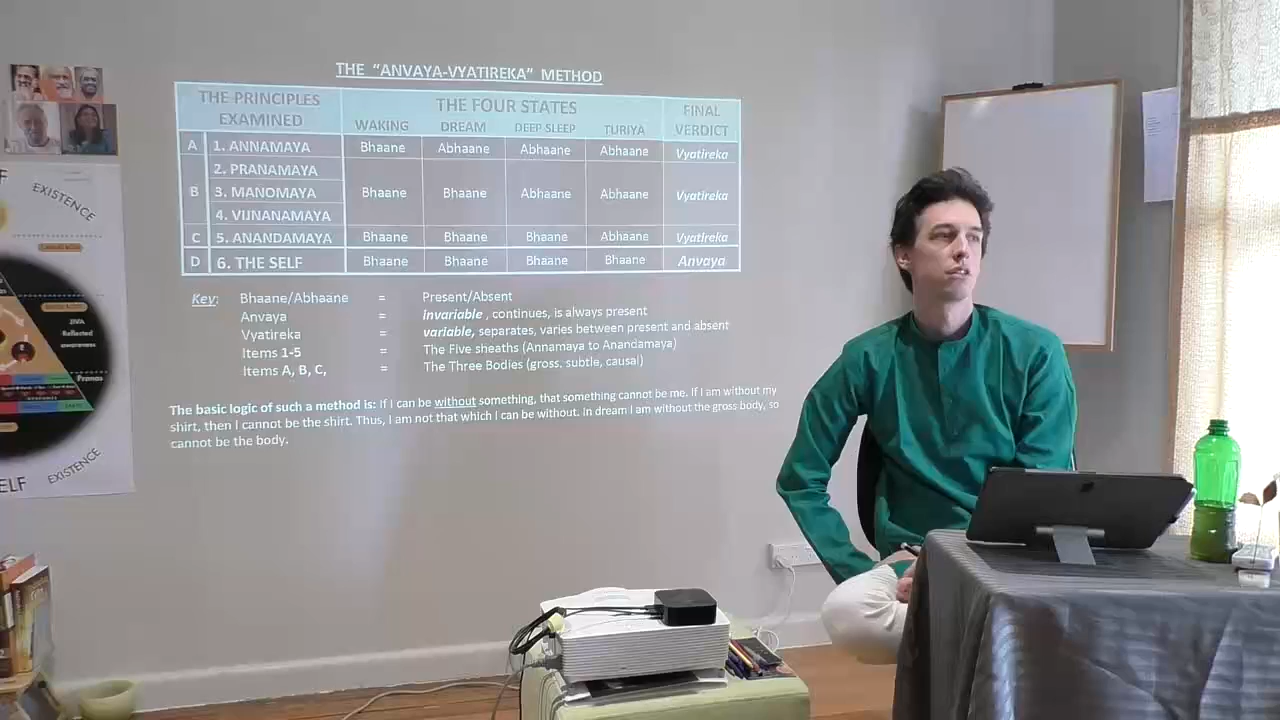 THE "ANVAYA-VYATIREKA" METHOD
THE PRINCIPLES EXAMINED
THE FOUR STATES
FINAL VERDICT
WAKING DREAM DEEP SLEEP TURIYA
A 1. ANNAMAYA Bhaane Abhaane Abhaane Abhaane Vyatireka
2. PRANAMAYA
B 3. MANOMAYA Bhaane Bhaane Abhaane Abhaane Vyatireka
4. VIJNANAMAYA
C 5. ANANDAMAYA Bhaane Bhaane Bhaane Abhaane Vyatireka
D 6. THE SELF Bhaane Bhaane Bhaane Bhaane Anvaya
Key: Bhaane/Abhaane = Present/Absent
Anvaya = invariable , continues, is always present
Vyatireka = variable, separates, varies between present and absent
Items 1-5 = The Five sheaths (Annamaya to Anandamaya)
Items A, B, C, = The Three Bodies (gross, subtle, causal)
The basic logic of such a method is: If I can be without something, that something cannot be me. If I am without my
shirt, then I cannot be the shirt. Thus, I am not that which I can be without. In dream I am without the gross body, so
cannot be the body.
EXISTENCE
JIVA
Reflected
awareness
Pranas
EXISTENCE